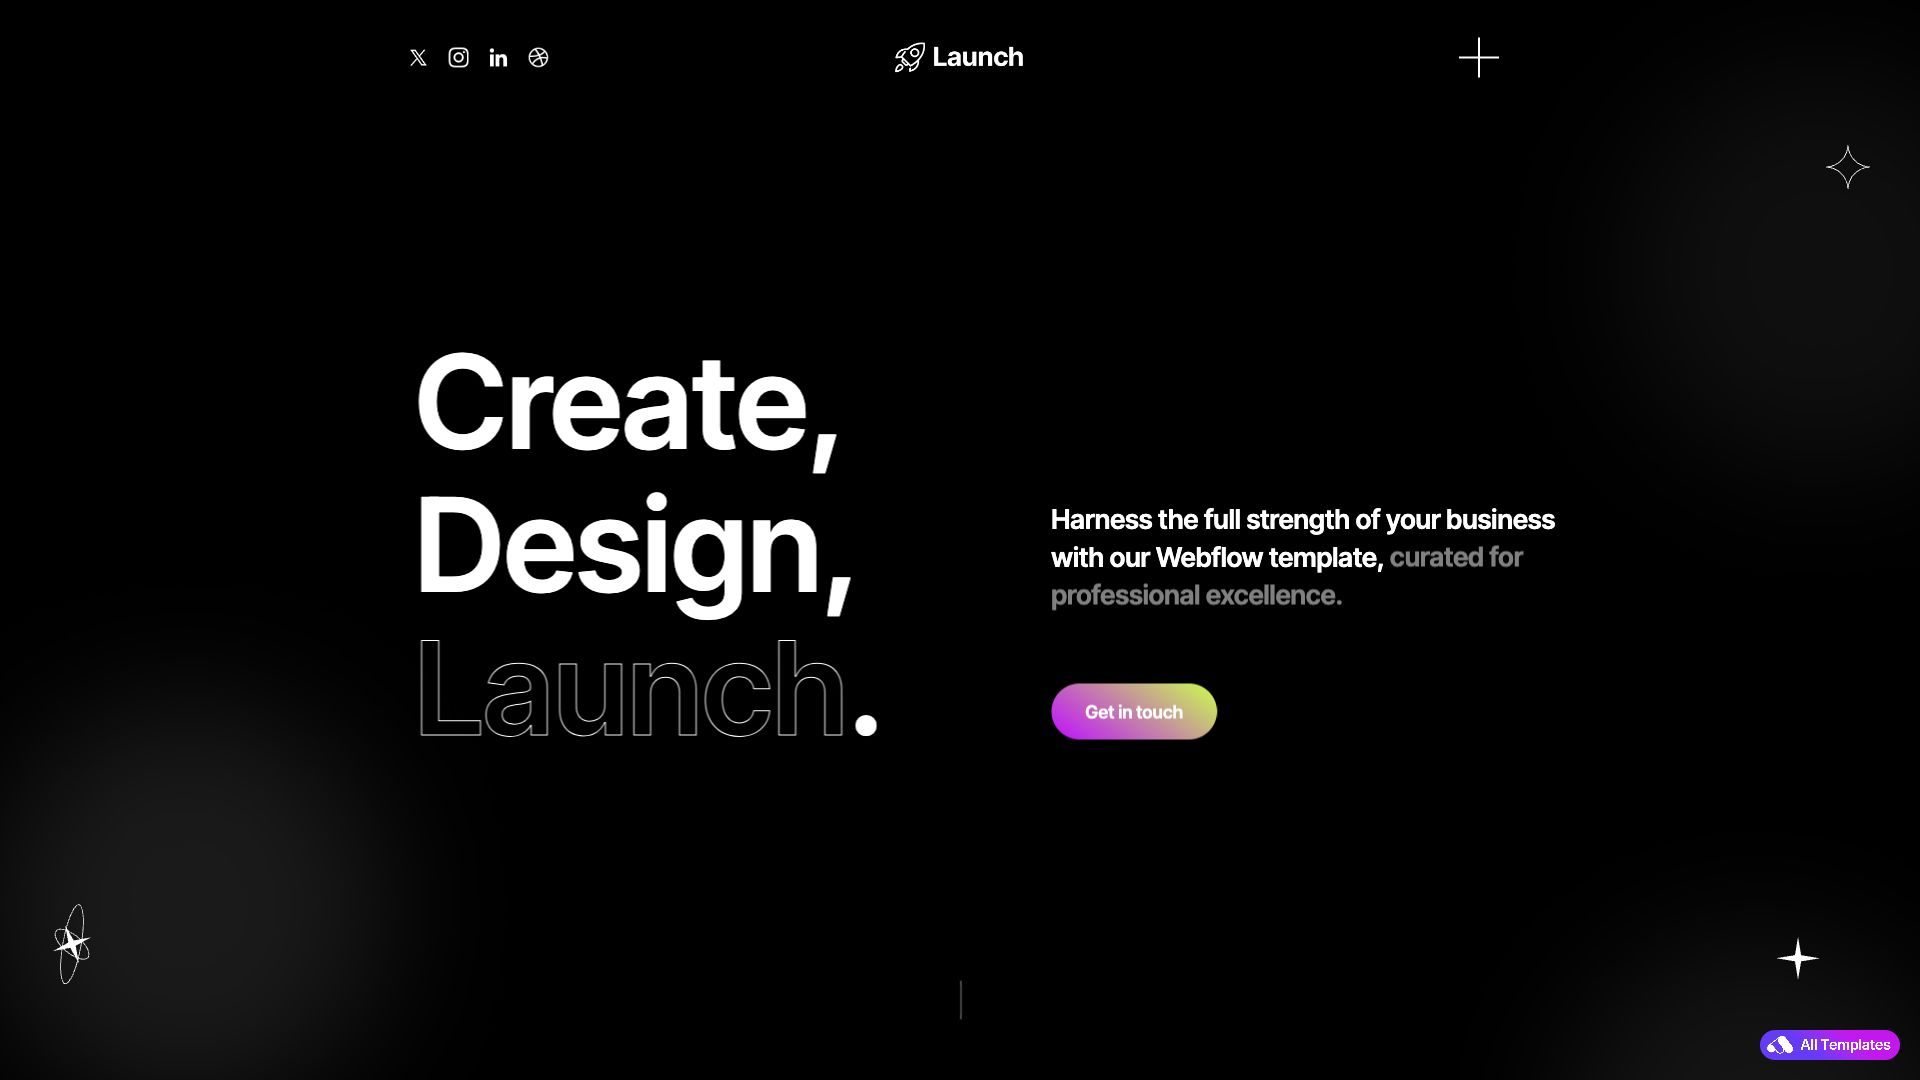 Launch
Create,
Design,
Launch.
Harness the full strength of your business
with our Webflow template, curated for
professional excellence.
Get in touch
All Templates